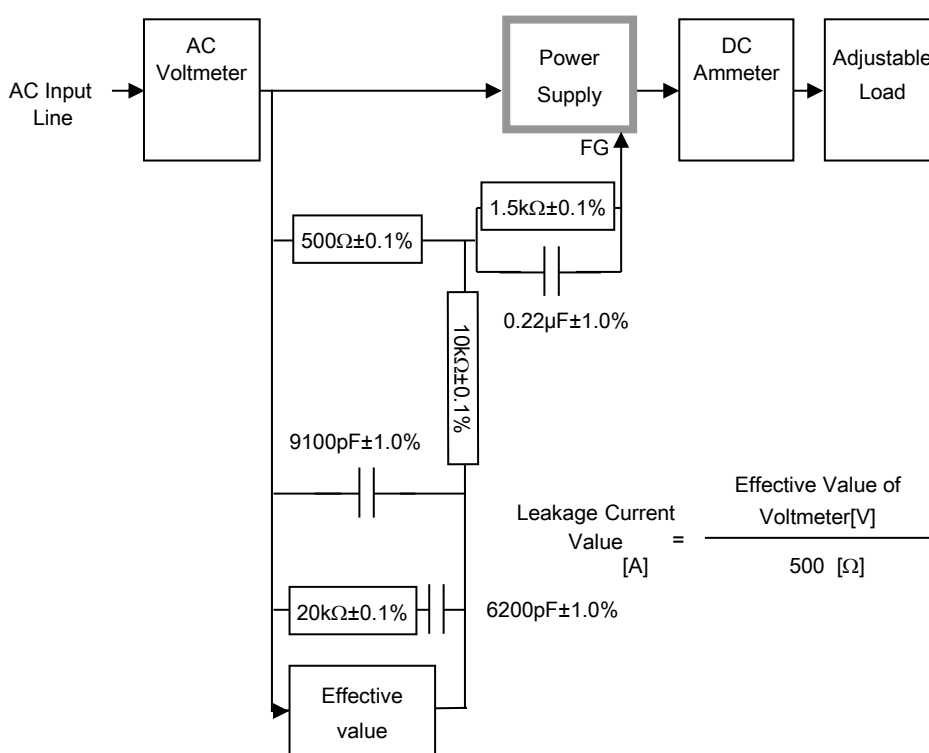 AC
Voltmeter
Power
Supply
DC
Ammeter
Adjustable
Load
AC Input
Line
FG
1.5kΩ±0.1%
500Ω±0.1%
0.22µF±1.0%
10kΩ±0.1%
9100pF±1.0%
Leakage Current
Value
[A]
=
Effective Value of
Voltmeter[V]
500 [Ω]
20kΩ±0.1%
6200pF±1.0%
Effective
value